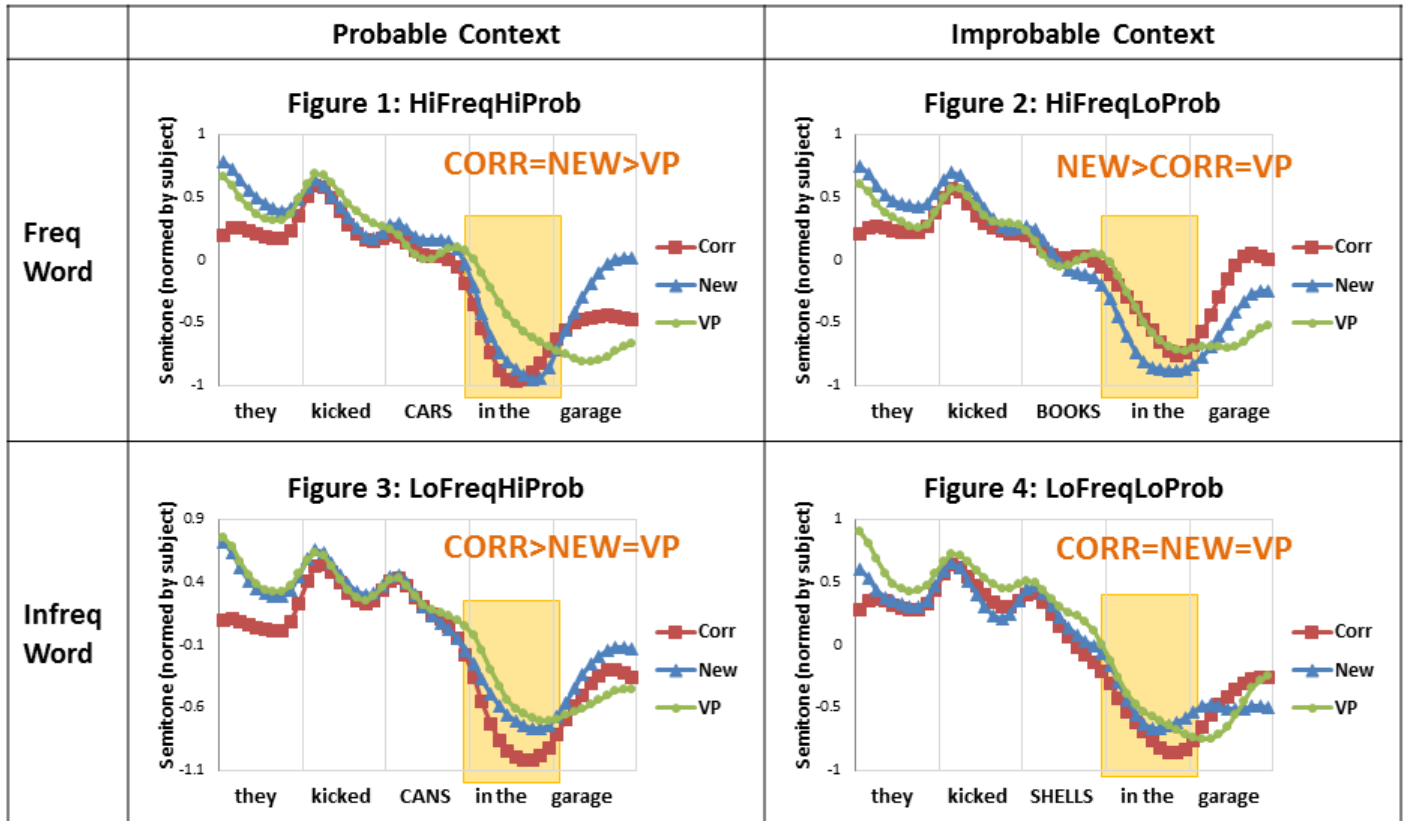 Probable Context
Improbable Context
Freq
Word
Figure 1: HiFreqHiProb
Semitone (normed by subject)
1
0.5
0
-0.5
-1
CORR=NEW>VP
Corr
New
VP
they kicked CARS in the garage
Figure 2: HiFreqLoProb
Semitone (normed by subject)
1
0.5
0
-0.5
-1
NEW>CORR=VP
Corr
New
VP
they kicked BOOKS in the garage
Infreq
Word
Figure 3: LoFreqHiProb
Semitone (normed by subject)
0.9
0.4
-0.1
-0.6
-1.1
CORR>NEW=VP
Corr
New
VP
they kicked CANS in the garage
Figure 4: LoFreqLoProb
Semitone (normed by subject)
1
0.5
0
-0.5
-1
CORR=NEW=VP
Corr
New
VP
they kicked SHELLS in the garage